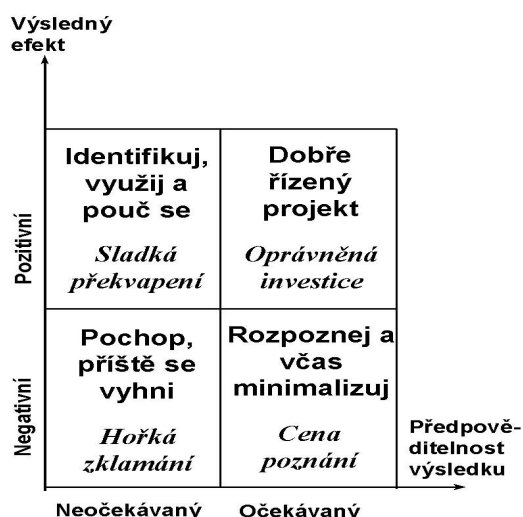 Výsledný
efekt
Pozitivní
Identifikuj,
využij a
pouč se
Sladká
překvapení
Dobře
řízený
projekt
Oprávněná
investice
Negativní
Pochop,
příště se
vyhni
Hořká
zklamání
Rozpoznej a
včas
minimalizuj
Cena
poznání
Předpově-
ditelnost
výsledku
Neočekávaný
Očekávaný